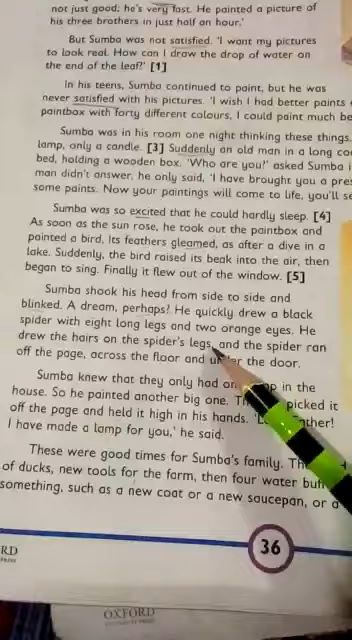 not just good; he's very fast. He painted a picture of
his three brothers in just half an hour.'
But Sumba was not satisfied. 'I want my pictures
to look real. How can I draw the drop of water on
the end of the leaf?' [1]
In his teens, Sumba continued to paint, but he was
never satisfied with his pictures. 'I wish I had better paints
paintbox with forty different colours, I could paint much be
Sumba was in his room one night thinking these things.
lamp, only a candle. [3] Suddenly an old man in a long co
bed, holding a wooden box. 'Who are you?' asked Sumba i
man didn't answer, he only said, 'I have brought you a pre
some paints. Now your paintings will come to life, you'll se
Sumba was so excited that he could hardly sleep. [4]
As soon as the sun rose, he took out the paintbox and
painted a bird. Its feathers gleamed, as after a dive in a
lake. Suddenly, the bird raised its beak into the air, then
began to sing. Finally it flew out of the window. [5]
Sumba shook his head from side to side and
blinked. A dream, perhaps? He quickly drew a black
spider with eight long legs and two orange eyes. He
drew the hairs on the spider's legs, and the spider ran
off the page, across the floor and under the door.
Sumba knew that they only had on in the
house. So he painted another big one. picked it
off the page and held it high in his hands.
I have made a lamp for you,' he said.
These were good times for Sumba's family.
of ducks, new tools for the farm, then four water buff
something, such as a new coat or a new saucepan, or a
36
RD
OXFORD